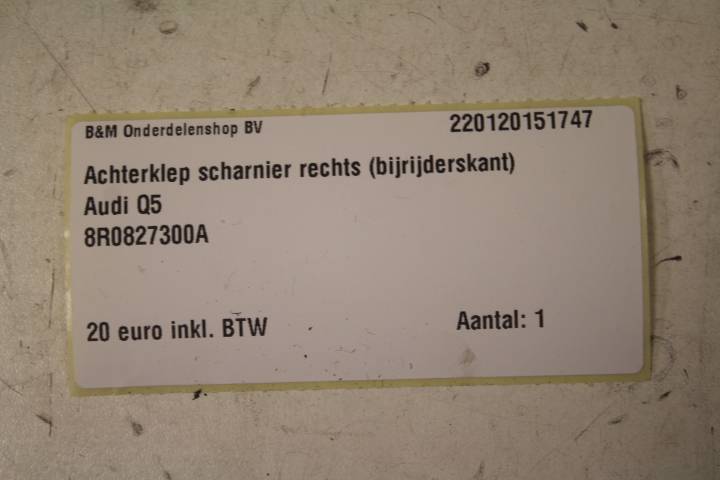 B&M Onderdelenshop BV 220120151747
Achterklep scharnier rechts (bijrijderskant)
Audi Q5
8R0827300A
20 euro inkl. BTW Aantal: 1